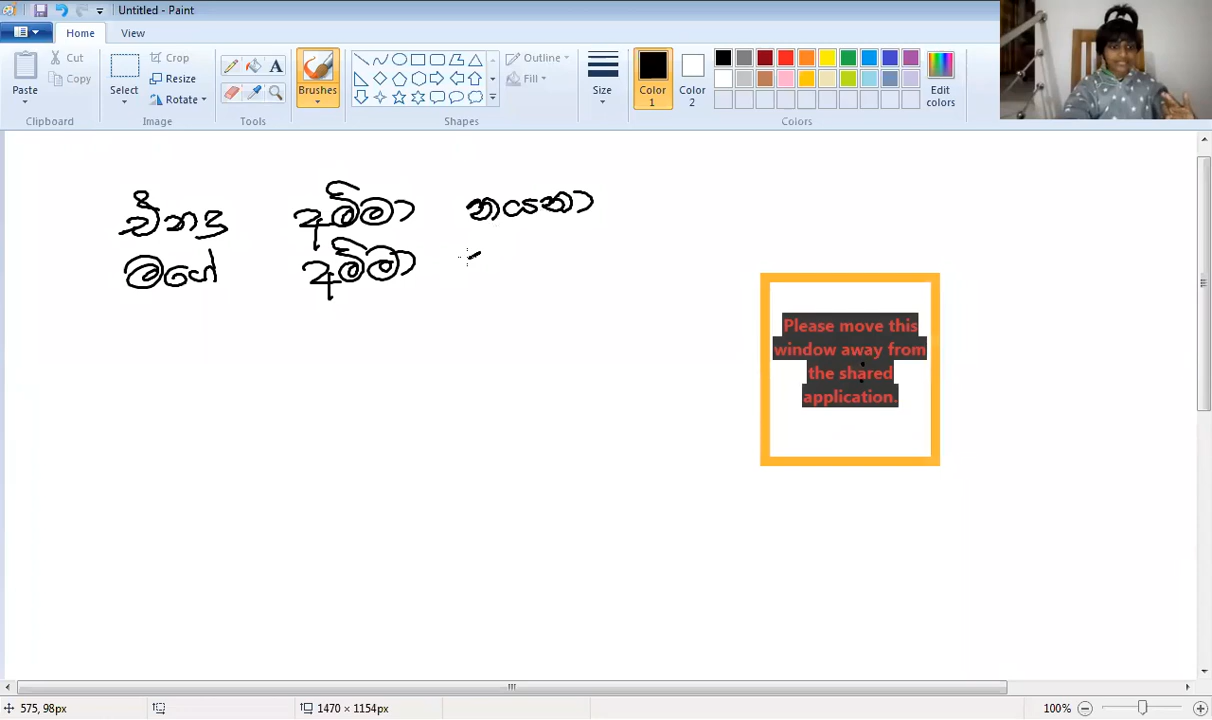 Untitled - Paint
Home View
Paste Cut Copy Clipboard
Select Crop Resize Rotate Image
Tools
Brushes
Shapes Outline Fill
Size
Color 1 Color 2 Edit colors Colors
අම්මා නයනා
මගේ අම්මා
Please move this
window away from
the shared
application.
575, 98px 1470 × 1154px 100%